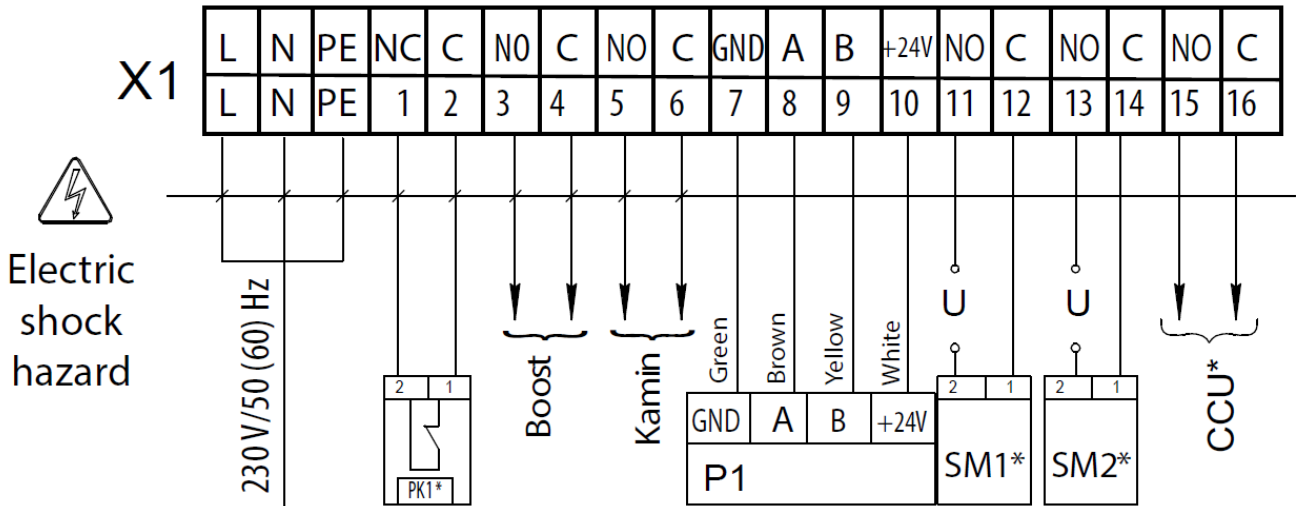 X1
L N PE NC C NO C NO C GND A B +24V NO C NO C NO C
L N PE 1 2 3 4 5 6 7 8 9 10 11 12 13 14 15 16
Electric
shock
hazard
230 V/50 (60) Hz
2 1
PK1*
Boost
Kamin
Green
Brown
Yellow
White
GND A B +24V
P1
U
2 1
SM1*
U
2 1
SM2*
CCU*